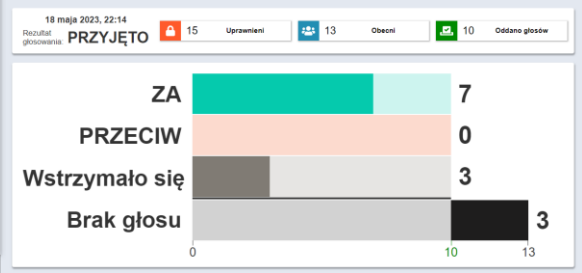 18 maja 2023, 22:14
Rezultat głosowania: PRZYJĘTO
15 Uprawnieni
13 Obecni
10 Oddano głosów
ZA 7
PRZECIW 0
Wstrzymało się 3
Brak głosu 3
0 10 13